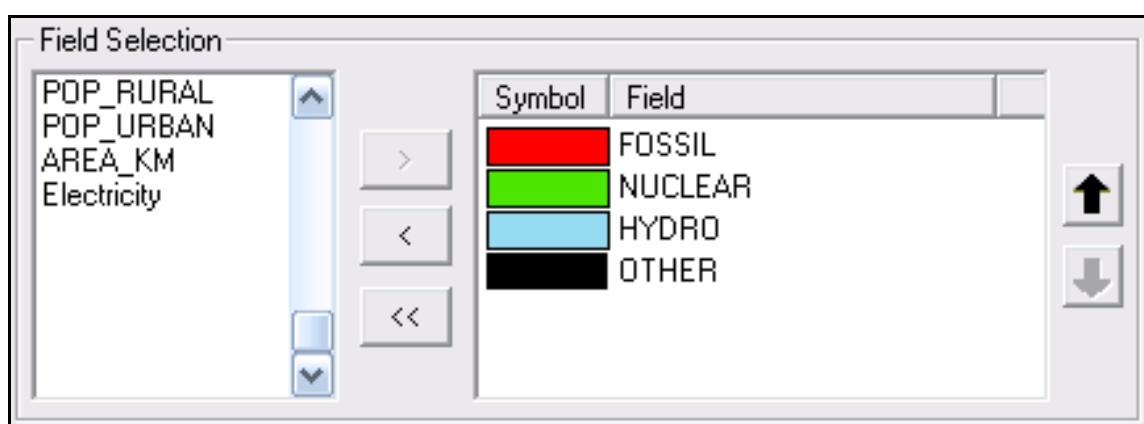 Field Selection
POP_RURAL
POP_URBAN
AREA_KM
Electricity
>
<
<<
Symbol Field
FOSSIL
NUCLEAR
HYDRO
OTHER